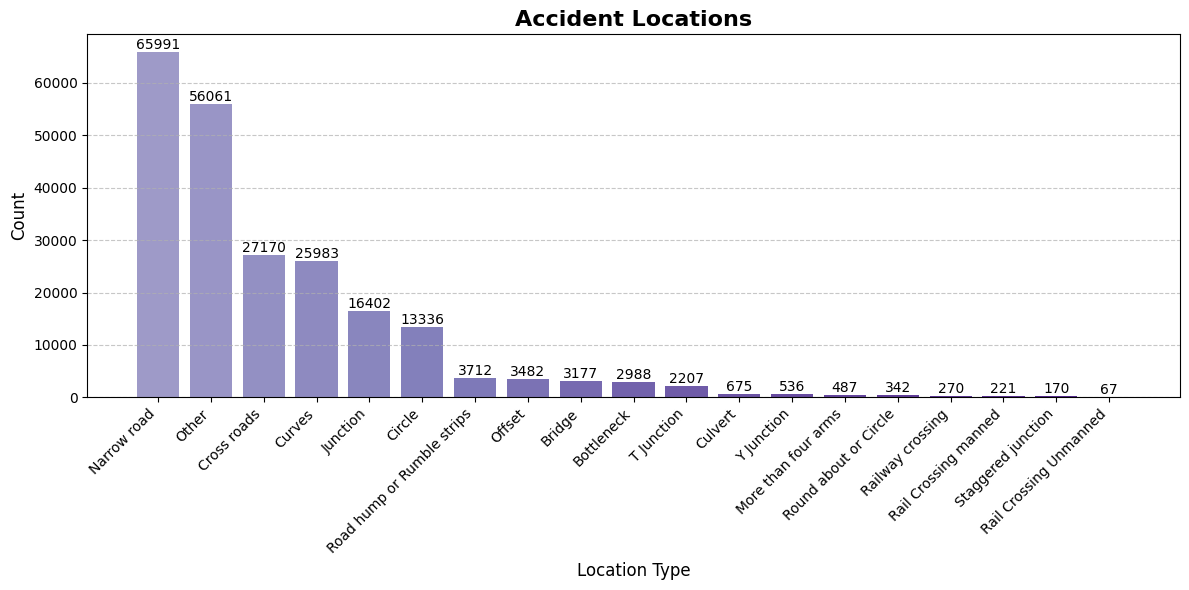 Accident Locations
Count
60000
50000
40000
30000
20000
10000
0
65991
56061
27170
25983
16402
13336
3712
3482
3177
2988
2207
675
536
487
342
270
221
170
67
Narrow road
Other
Cross roads
Curves
Junction
Circle
Road hump or Rumble strips
Offset
Bridge
Bottleneck
T Junction
Culvert
Y Junction
More than four arms
Round about or Circle
Railway crossing
Rail Crossing manned
Staggered junction
Rail Crossing Unmanned
Location Type